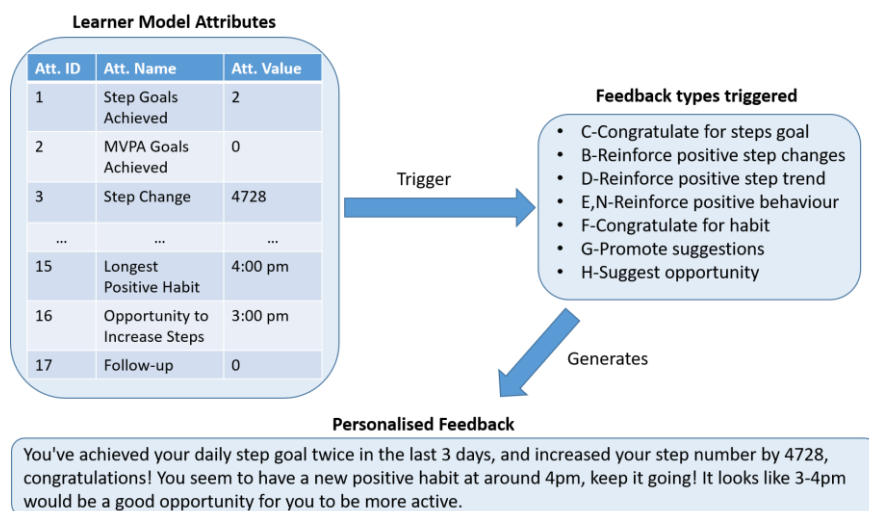 Learner Model Attributes
Att. ID Att. Name Att. Value
1 Step Goals Achieved 2
2 MVPA Goals Achieved 0
3 Step Change 4728
... ... ...
15 Longest Positive Habit 4:00 pm
16 Opportunity to Increase Steps 3:00 pm
17 Follow-up 0
Trigger
Feedback types triggered
• C-Congratulate for steps goal
• B-Reinforce positive step changes
• D-Reinforce positive step trend
• E,N-Reinforce positive behaviour
• F-Congratulate for habit
• G-Promote suggestions
• H-Suggest opportunity
Generates
Personalised Feedback
You've achieved your daily step goal twice in the last 3 days, and increased your step number by 4728,
congratulations! You seem to have a new positive habit at around 4pm, keep it going! It looks like 3-4pm
would be a good opportunity for you to be more active.